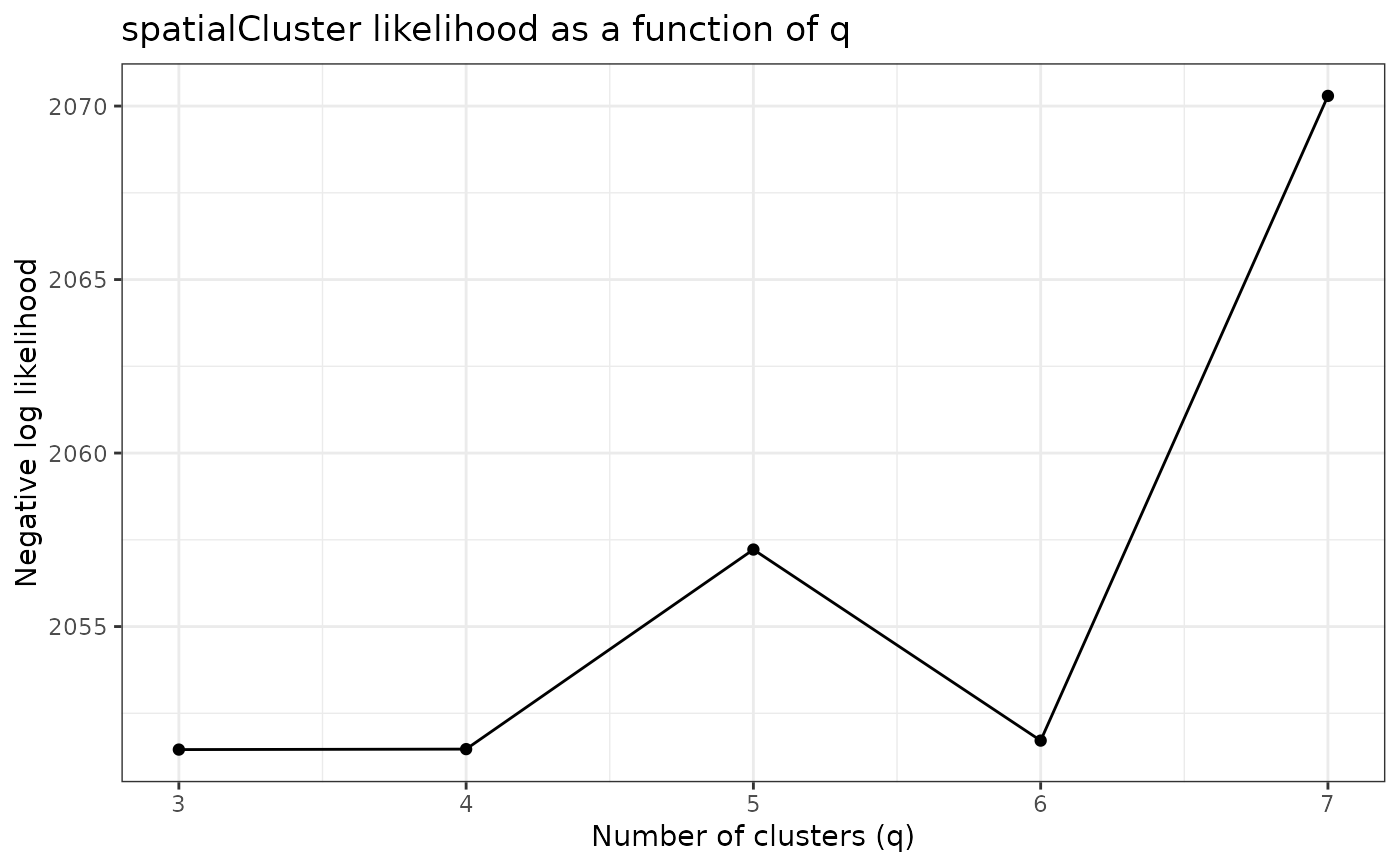 spatialCluster likelihood as a function of q
Negative log likelihood
2070
2065
2060
2055
3 4 5 6 7
Number of clusters (q)